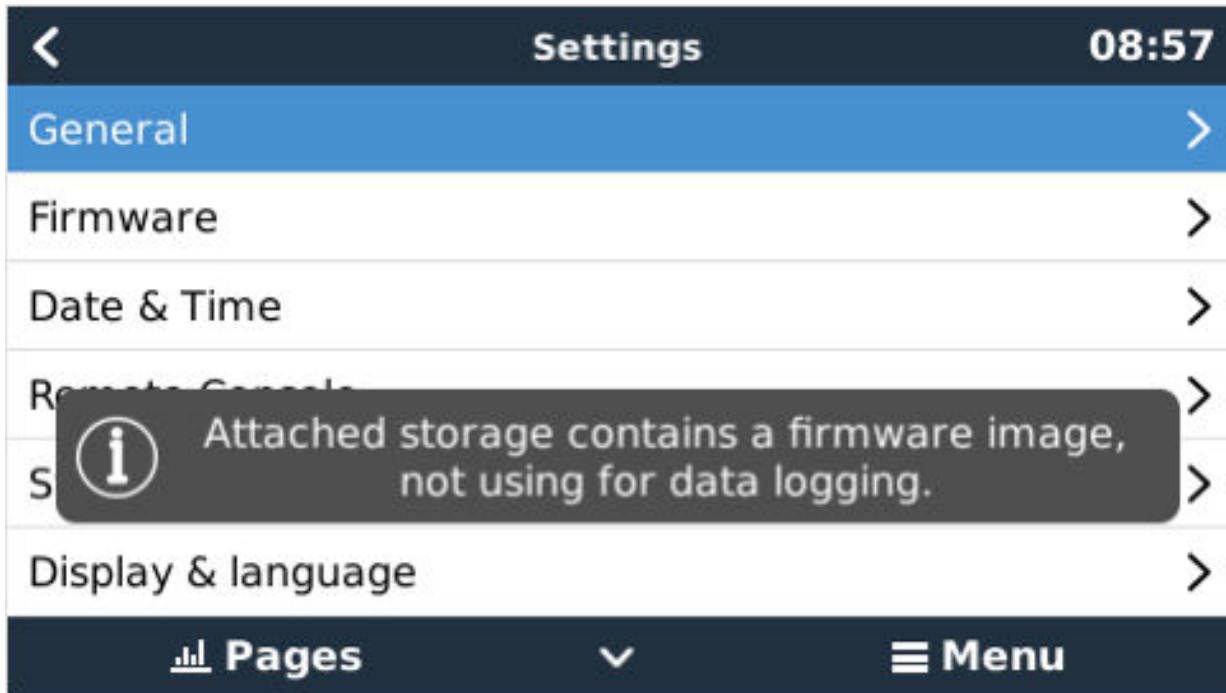 Settings 08:57
General
Firmware
Date & Time
Attached storage contains a firmware image,
not using for data logging.
Display & language
Pages Menu